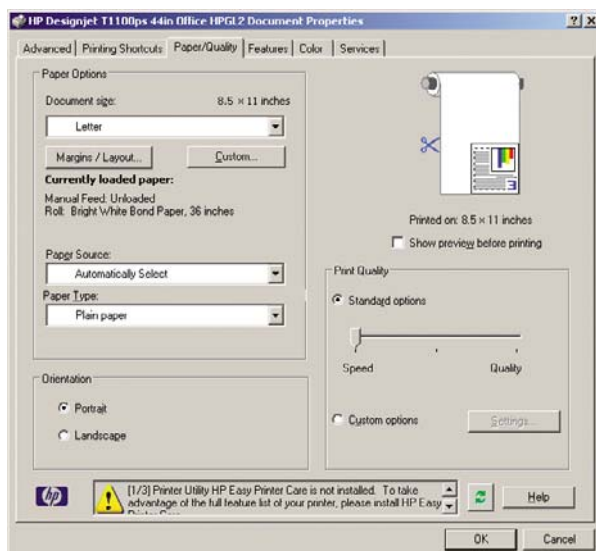 HP Designjet T1100ps 44in Office HPGL2 Document Properties
Advanced Printing Shortcuts Paper/Quality Features Color Services
Paper Options
Document size: 8.5 × 11 inches
Letter
Margins / Layout... Custom...
Currently loaded paper:
Manual Feed: Unloaded
Roll: Bright White Bond Paper, 36 inches
Paper Source:
Automatically Select
Paper Type:
Plain paper
Orientation
Portrait
Landscape
3
Printed on: 8.5 × 11 inches
Show preview before printing
Print Quality
Standard options
Speed Quality
Custom options Settings...
hp
[1/3] Printer Utility HP Easy Printer Care is not installed. To take
advantage of the full feature list of your printer, please install HP Easy
Help
OK Cancel